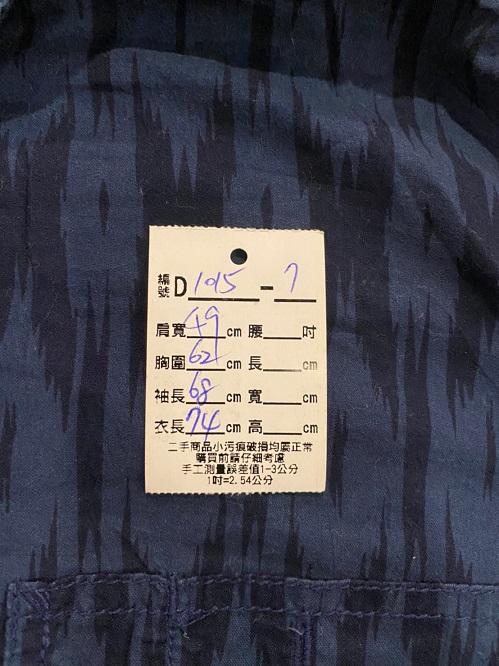 編號D 1015 - 7
肩寬 49 cm 腰 吋
胸圍 62 cm 長 cm
袖長 68 cm 寬 cm
衣長 74 cm 高 cm
二手商品小污痕破損均屬正常
購買前請仔細考慮
手工測量誤差值1-3公分
1吋=2.54公分